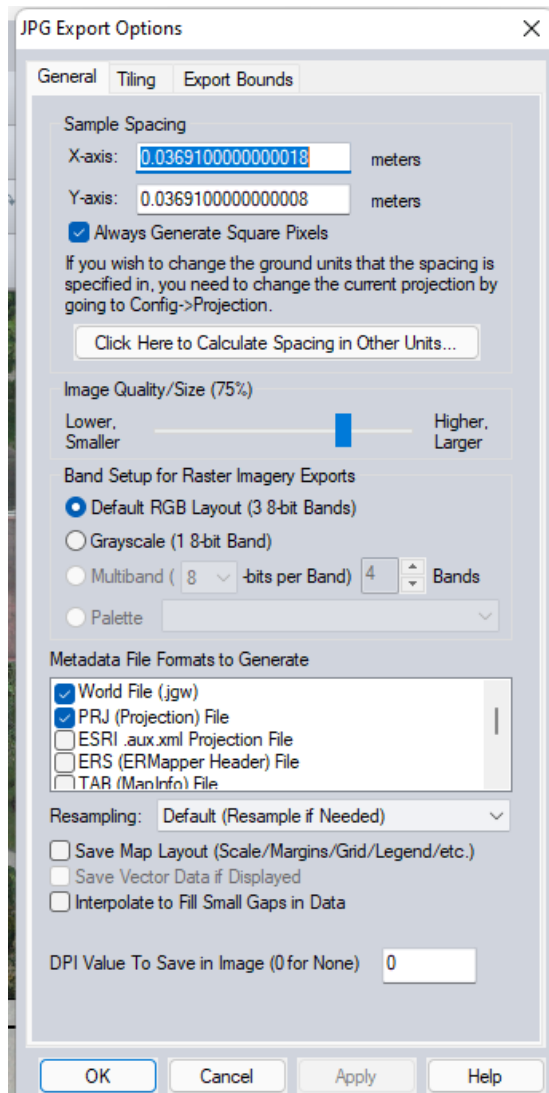 JPG Export Options
General Tiling Export Bounds
Sample Spacing
X-axis: 0.0369100000000018 meters
Y-axis: 0.0369100000000008 meters
Always Generate Square Pixels
If you wish to change the ground units that the spacing is
specified in, you need to change the current projection by
going to Config->Projection.
Click Here to Calculate Spacing in Other Units...
Image Quality/Size (75%)
Lower, Higher,
Smaller Larger
Band Setup for Raster Imagery Exports
Default RGB Layout (3 8-bit Bands)
Grayscale (1 8-bit Band)
Multiband ( 8 -bits per Band) 4 Bands
Palette
Metadata File Formats to Generate
World File (.jgw)
PRJ (Projection) File
ESRI .aux.xml Projection File
ERS (ERMapper Header) File
TAB (MapInfo) File
Resampling: Default (Resample if Needed)
Save Map Layout (Scale/Margins/Grid/Legend/etc.)
Save Vector Data if Displayed
Interpolate to Fill Small Gaps in Data
DPI Value To Save in Image (0 for None) 0
OK Cancel Apply Help